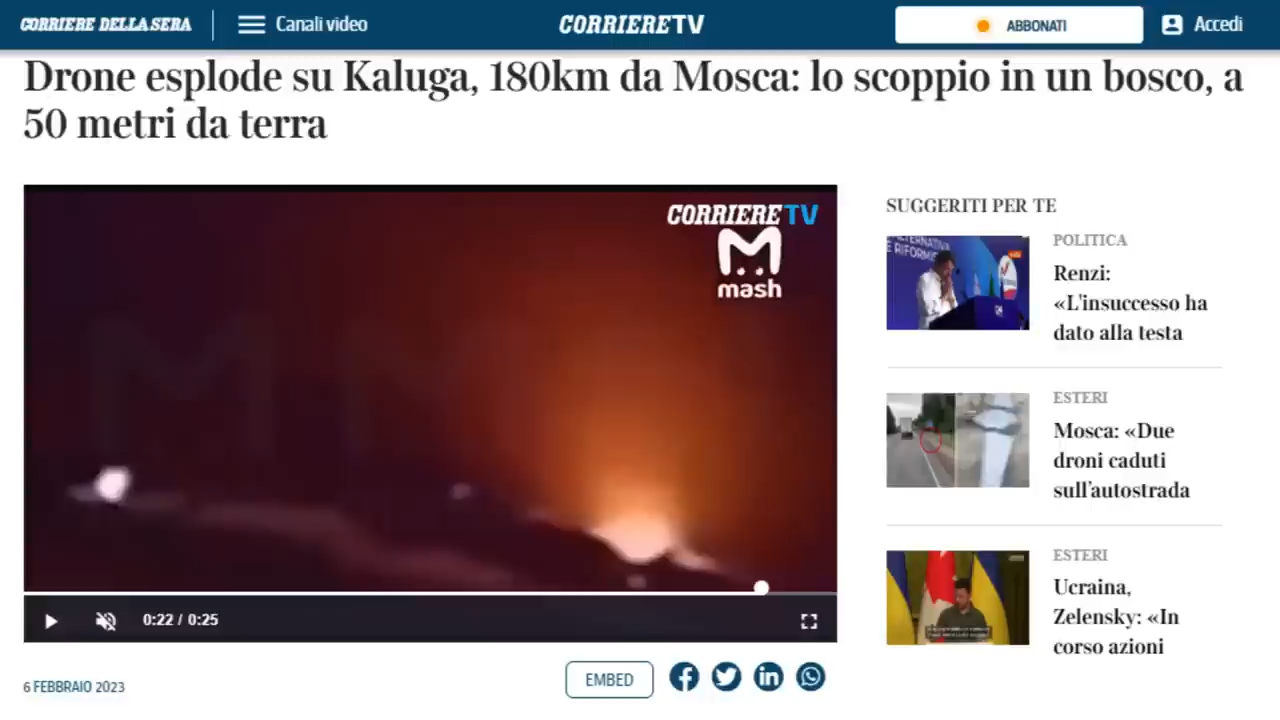 CORRIERE DELLA SERA
Canali video
CORRIERETV
ABBONATI
Accedi
Drone esplode su Kaluga, 180km da Mosca: lo scoppio in un bosco, a
50 metri da terra
CORRIERETV
mash
0:22 / 0:25
6 FEBBRAIO 2023
EMBED
SUGGERITI PER TE
POLITICA
Renzi:
«L'insuccesso ha
dato alla testa
ESTERI
Mosca: «Due
droni caduti
sull'autostrada
ESTERI
Ucraina,
Zelensky: «In
corso azioni